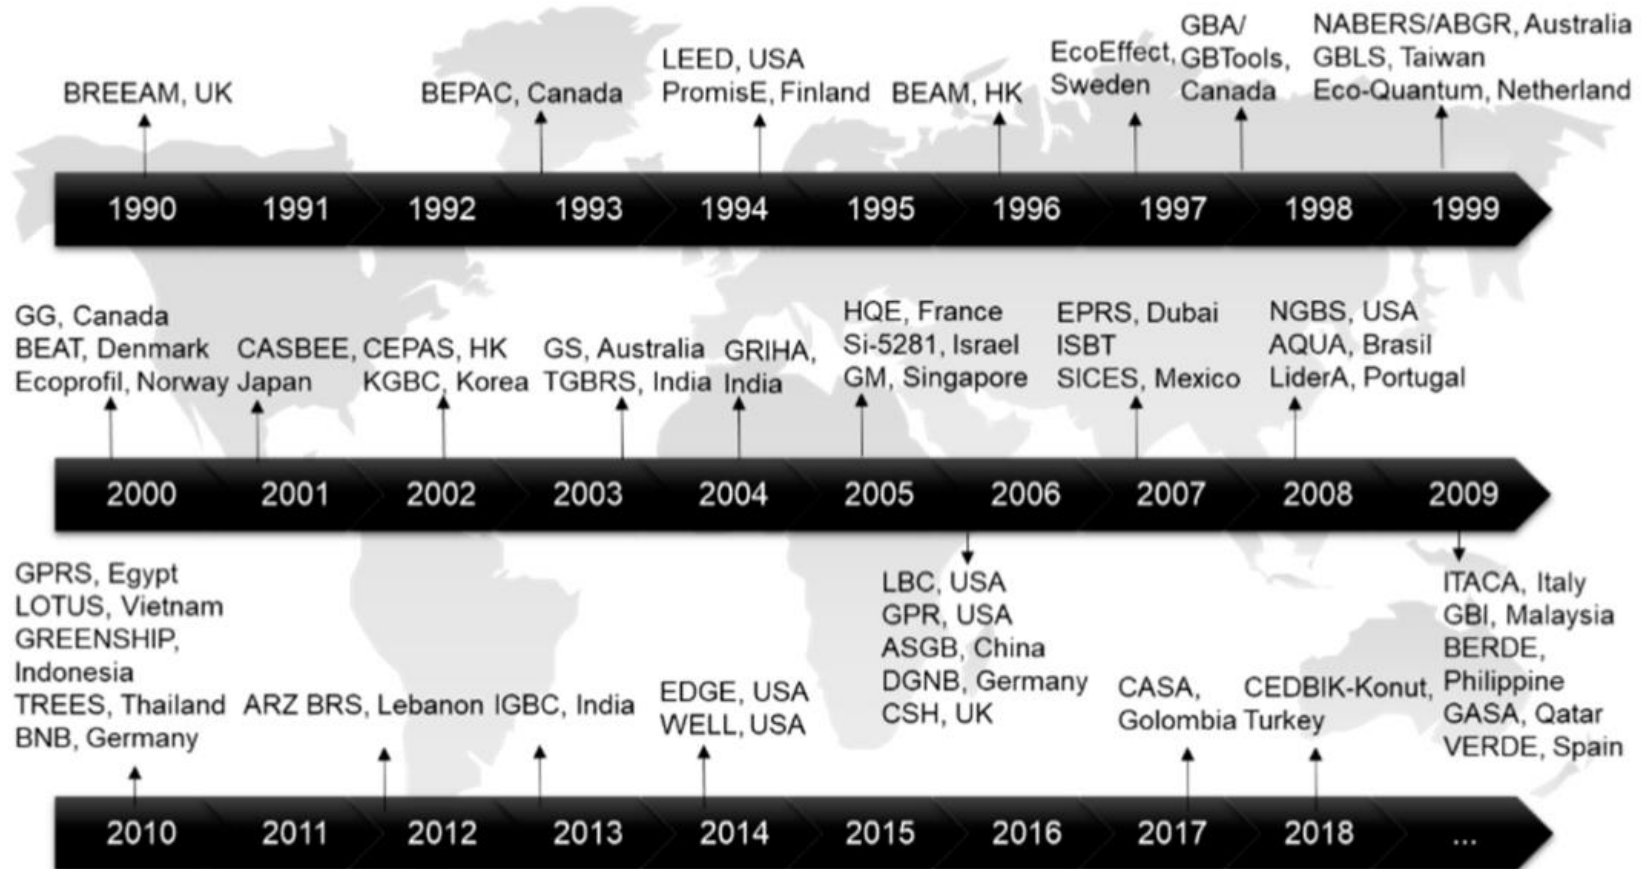 BREEAM, UK
BEPAC, Canada
LEED, USA
PromisE, Finland
BEAM, HK
EcoEffect,
Sweden
GBA/
GBTools,
Canada
NABERS/ABGR, Australia
GBLS, Taiwan
Eco-Quantum, Netherland
1990 1991 1992 1993 1994 1995 1996 1997 1998 1999
GG, Canada
BEAT, Denmark
Ecoprofil, Norway
CASBEE,
Japan
CEPAS, HK
KGBC, Korea
GS, Australia
TGBRS, India
GRIHA,
India
HQE, France
Si-5281, Israel
GM, Singapore
EPRS, Dubai
ISBT
SICES, Mexico
NGBS, USA
AQUA, Brasil
LiderA, Portugal
2000 2001 2002 2003 2004 2005 2006 2007 2008 2009
LBC, USA
GPR, USA
ASGB, China
DGNB, Germany
CSH, UK
ITACA, Italy
GBI, Malaysia
BERDE,
Philippine
GASA, Qatar
VERDE, Spain
GPRS, Egypt
LOTUS, Vietnam
GREENSHIP,
Indonesia
TREES, Thailand
BNB, Germany
ARZ BRS, Lebanon
IGBC, India
EDGE, USA
WELL, USA
CASA,
Golombia
CEDBIK-Konut,
Turkey
2010 2011 2012 2013 2014 2015 2016 2017 2018 ...